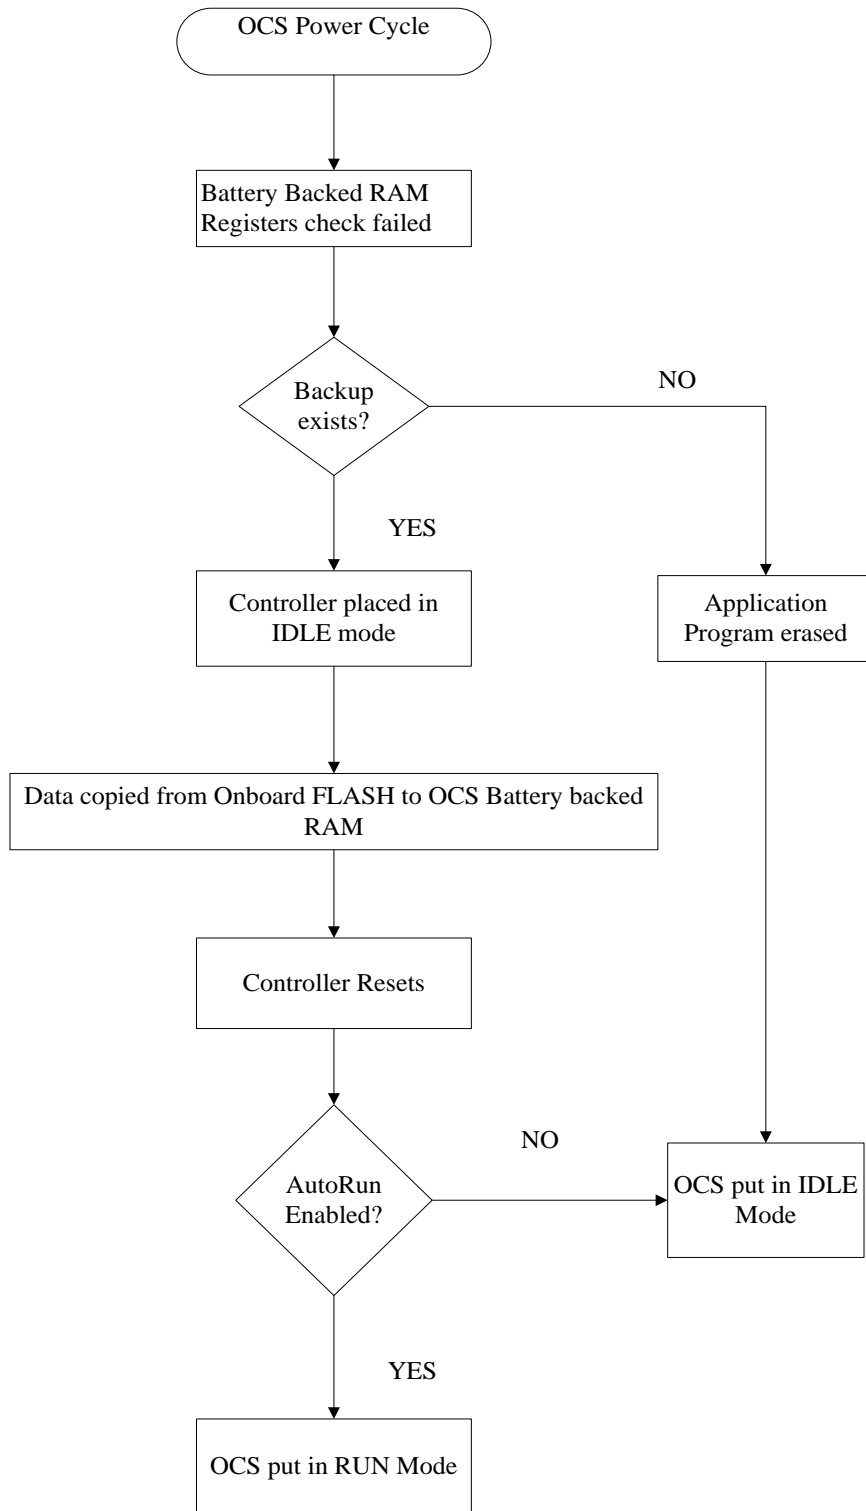 OCS Power Cycle
Battery Backed RAM
Registers check failed
Backup
exists?
NO
YES
Controller placed in
IDLE mode
Application
Program erased
Data copied from Onboard FLASH to OCS Battery backed
RAM
Controller Resets
NO
AutoRun
Enabled?
OCS put in IDLE
Mode
YES
OCS put in RUN Mode